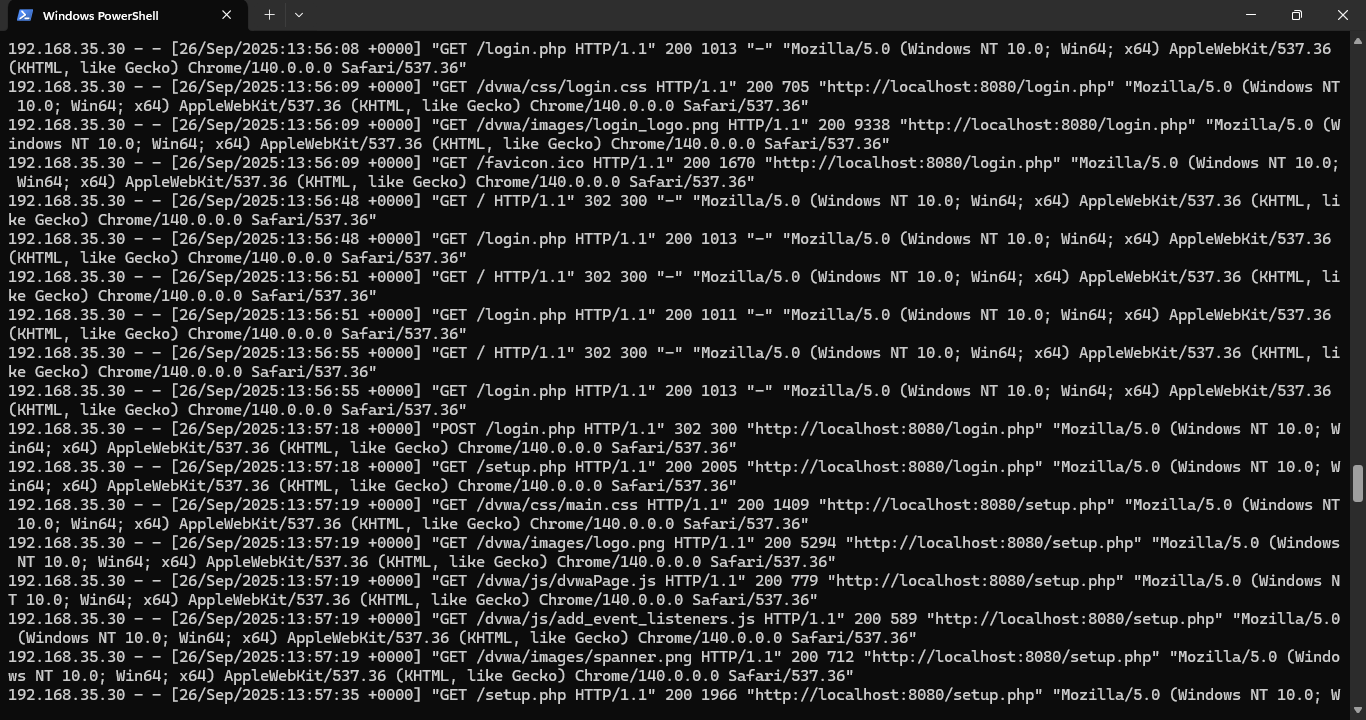 Windows PowerShell
192.168.35.30 - - [26/Sep/2025:13:56:08 +0000] "GET /login.php HTTP/1.1" 200 1013 "-" "Mozilla/5.0 (Windows NT 10.0; Win64; x64) AppleWebKit/537.36
(KHTML, like Gecko) Chrome/140.0.0.0 Safari/537.36"
192.168.35.30 - - [26/Sep/2025:13:56:09 +0000] "GET /dvwa/css/login.css HTTP/1.1" 200 705 "http://localhost:8080/login.php" "Mozilla/5.0 (Windows NT
10.0; Win64; x64) AppleWebKit/537.36 (KHTML, like Gecko) Chrome/140.0.0.0 Safari/537.36"
192.168.35.30 - - [26/Sep/2025:13:56:09 +0000] "GET /dvwa/images/login_logo.png HTTP/1.1" 200 9338 "http://localhost:8080/login.php" "Mozilla/5.0 (W
indows NT 10.0; Win64; x64) AppleWebKit/537.36 (KHTML, like Gecko) Chrome/140.0.0.0 Safari/537.36"
192.168.35.30 - - [26/Sep/2025:13:56:09 +0000] "GET /favicon.ico HTTP/1.1" 200 1670 "http://localhost:8080/login.php" "Mozilla/5.0 (Windows NT 10.0;
Win64; x64) AppleWebKit/537.36 (KHTML, like Gecko) Chrome/140.0.0.0 Safari/537.36"
192.168.35.30 - - [26/Sep/2025:13:56:48 +0000] "GET / HTTP/1.1" 302 300 "-" "Mozilla/5.0 (Windows NT 10.0; Win64; x64) AppleWebKit/537.36 (KHTML, li
ke Gecko) Chrome/140.0.0.0 Safari/537.36"
192.168.35.30 - - [26/Sep/2025:13:56:48 +0000] "GET /login.php HTTP/1.1" 200 1013 "-" "Mozilla/5.0 (Windows NT 10.0; Win64; x64) AppleWebKit/537.36
(KHTML, like Gecko) Chrome/140.0.0.0 Safari/537.36"
192.168.35.30 - - [26/Sep/2025:13:56:51 +0000] "GET / HTTP/1.1" 302 300 "-" "Mozilla/5.0 (Windows NT 10.0; Win64; x64) AppleWebKit/537.36 (KHTML, li
ke Gecko) Chrome/140.0.0.0 Safari/537.36"
192.168.35.30 - - [26/Sep/2025:13:56:51 +0000] "GET /login.php HTTP/1.1" 200 1011 "-" "Mozilla/5.0 (Windows NT 10.0; Win64; x64) AppleWebKit/537.36
(KHTML, like Gecko) Chrome/140.0.0.0 Safari/537.36"
192.168.35.30 - - [26/Sep/2025:13:56:55 +0000] "GET / HTTP/1.1" 302 300 "-" "Mozilla/5.0 (Windows NT 10.0; Win64; x64) AppleWebKit/537.36 (KHTML, li
ke Gecko) Chrome/140.0.0.0 Safari/537.36"
192.168.35.30 - - [26/Sep/2025:13:56:55 +0000] "GET /login.php HTTP/1.1" 200 1013 "-" "Mozilla/5.0 (Windows NT 10.0; Win64; x64) AppleWebKit/537.36
(KHTML, like Gecko) Chrome/140.0.0.0 Safari/537.36"
192.168.35.30 - - [26/Sep/2025:13:57:18 +0000] "POST /login.php HTTP/1.1" 302 300 "http://localhost:8080/login.php" "Mozilla/5.0 (Windows NT 10.0; W
in64; x64) AppleWebKit/537.36 (KHTML, like Gecko) Chrome/140.0.0.0 Safari/537.36"
192.168.35.30 - - [26/Sep/2025:13:57:18 +0000] "GET /setup.php HTTP/1.1" 200 2005 "http://localhost:8080/login.php" "Mozilla/5.0 (Windows NT 10.0; W
in64; x64) AppleWebKit/537.36 (KHTML, like Gecko) Chrome/140.0.0.0 Safari/537.36"
192.168.35.30 - - [26/Sep/2025:13:57:19 +0000] "GET /dvwa/css/main.css HTTP/1.1" 200 1409 "http://localhost:8080/setup.php" "Mozilla/5.0 (Windows NT
10.0; Win64; x64) AppleWebKit/537.36 (KHTML, like Gecko) Chrome/140.0.0.0 Safari/537.36"
192.168.35.30 - - [26/Sep/2025:13:57:19 +0000] "GET /dvwa/images/logo.png HTTP/1.1" 200 5294 "http://localhost:8080/setup.php" "Mozilla/5.0 (Windows
NT 10.0; Win64; x64) AppleWebKit/537.36 (KHTML, like Gecko) Chrome/140.0.0.0 Safari/537.36"
192.168.35.30 - - [26/Sep/2025:13:57:19 +0000] "GET /dvwa/js/dvwaPage.js HTTP/1.1" 200 779 "http://localhost:8080/setup.php" "Mozilla/5.0 (Windows N
T 10.0; Win64; x64) AppleWebKit/537.36 (KHTML, like Gecko) Chrome/140.0.0.0 Safari/537.36"
192.168.35.30 - - [26/Sep/2025:13:57:19 +0000] "GET /dvwa/js/add_event_listeners.js HTTP/1.1" 200 589 "http://localhost:8080/setup.php" "Mozilla/5.0
(Windows NT 10.0; Win64; x64) AppleWebKit/537.36 (KHTML, like Gecko) Chrome/140.0.0.0 Safari/537.36"
192.168.35.30 - - [26/Sep/2025:13:57:19 +0000] "GET /dvwa/images/spanner.png HTTP/1.1" 200 712 "http://localhost:8080/setup.php" "Mozilla/5.0 (Windo
ws NT 10.0; Win64; x64) AppleWebKit/537.36 (KHTML, like Gecko) Chrome/140.0.0.0 Safari/537.36"
192.168.35.30 - - [26/Sep/2025:13:57:35 +0000] "GET /setup.php HTTP/1.1" 200 1966 "http://localhost:8080/setup.php" "Mozilla/5.0 (Windows NT 10.0; W